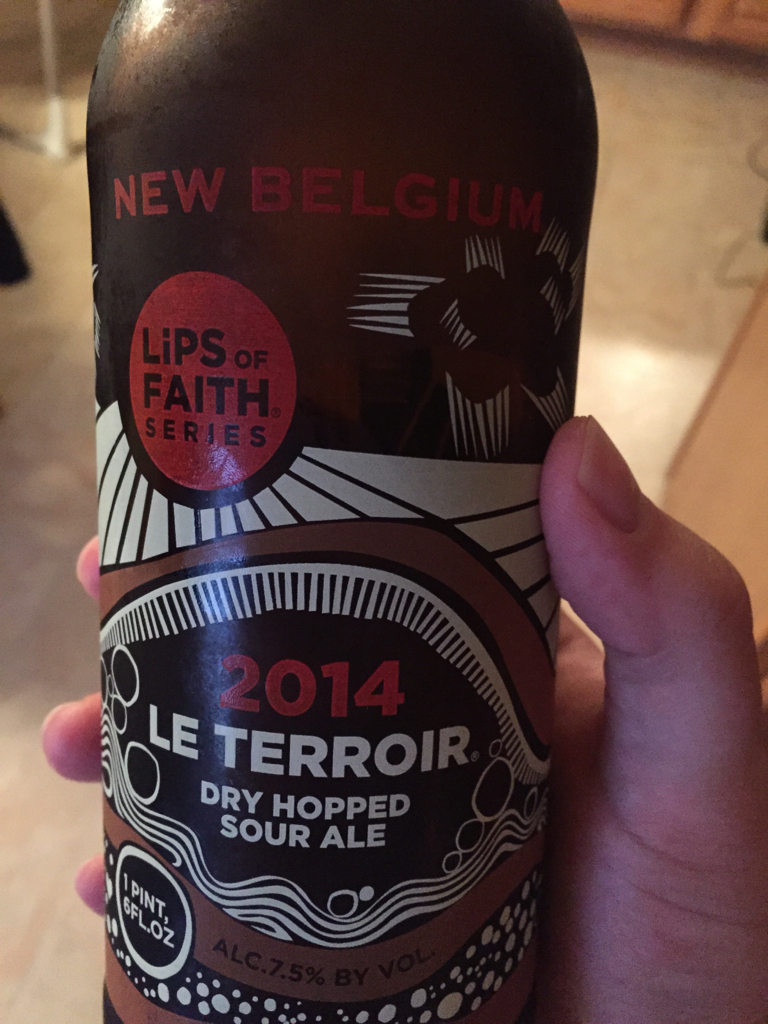 NEW BELGIUM
LiPS OF
FAITH®
SERIES
2014
LE TERROIR®
DRY HOPPED
SOUR ALE
1 PINT,
6FL.OZ
ALC.7.5% BY VOL.